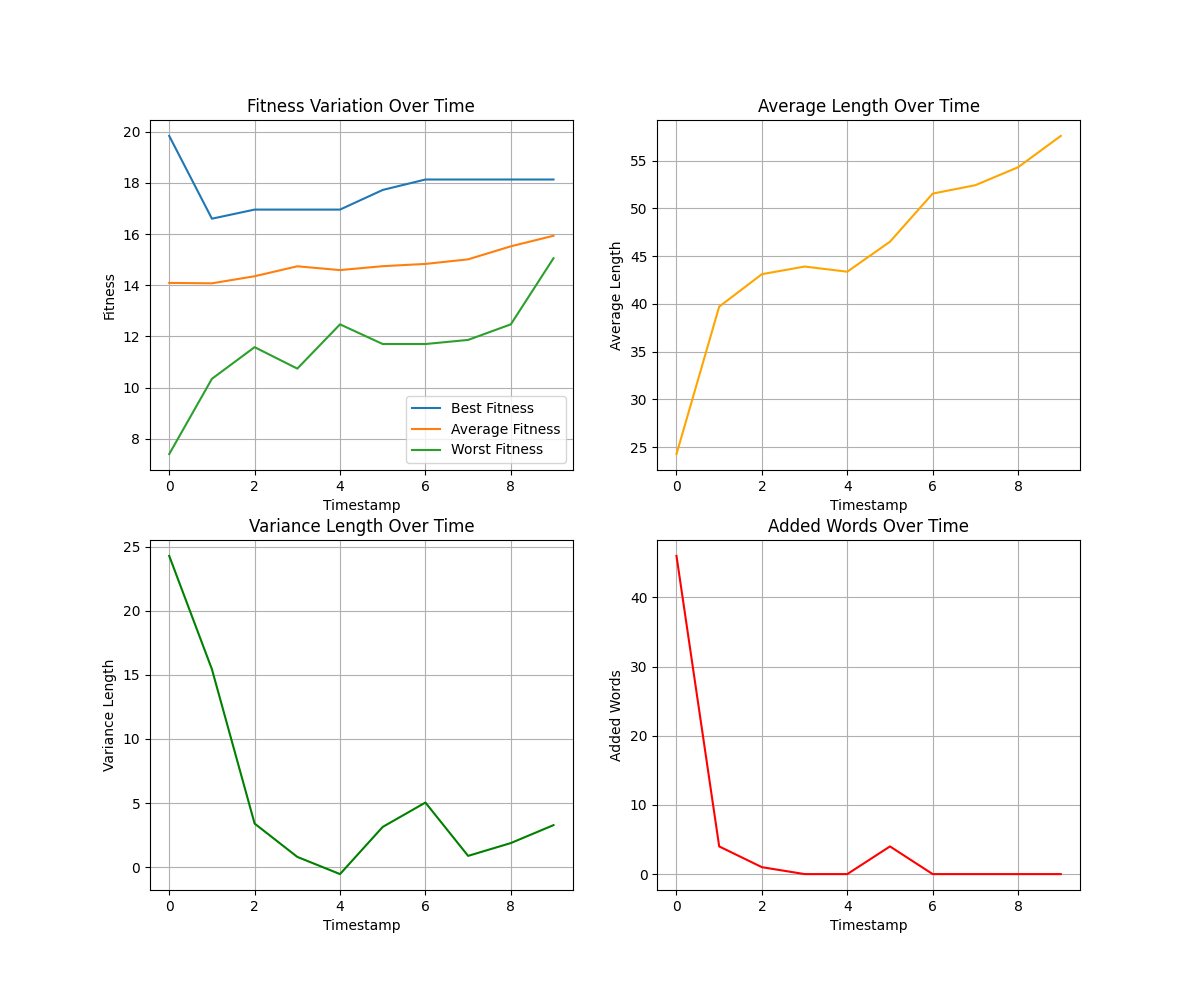 Fitness Variation Over Time
20
18
16
14
12
10
8
Fitness
Best Fitness
Average Fitness
Worst Fitness
0 2 4 6 8
Timestamp
Average Length Over Time
55
50
45
40
35
30
25
Average Length
0 2 4 6 8
Timestamp
Variance Length Over Time
25
20
15
10
5
0
Variance Length
0 2 4 6 8
Timestamp
Added Words Over Time
40
30
20
10
0
Added Words
0 2 4 6 8
Timestamp